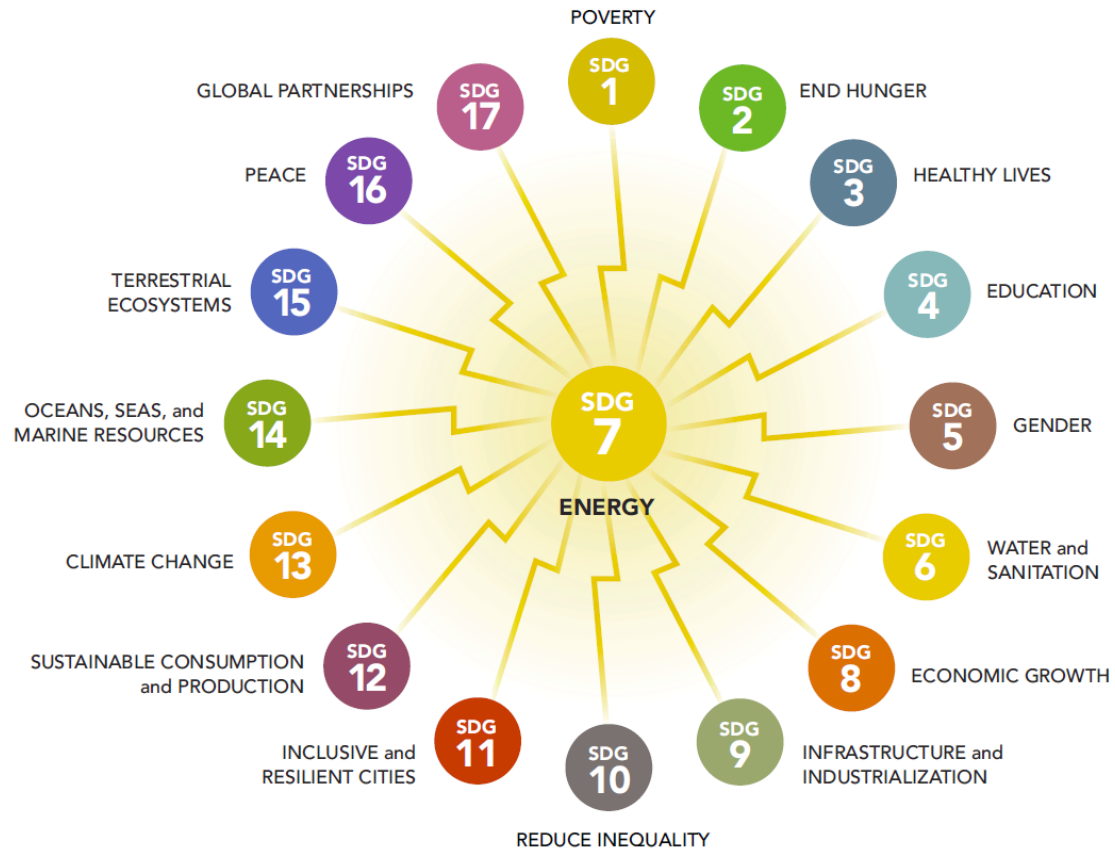 POVERTY
SDG
1
SDG
2
END HUNGER
SDG
3
HEALTHY LIVES
SDG
4
EDUCATION
SDG
5
GENDER
SDG
6
WATER and
SANITATION
SDG
8
ECONOMIC GROWTH
SDG
9
INFRASTRUCTURE and
INDUSTRIALIZATION
SDG
10
REDUCE INEQUALITY
SDG
11
INCLUSIVE and
RESILIENT CITIES
SDG
12
SUSTAINABLE CONSUMPTION
and PRODUCTION
SDG
13
CLIMATE CHANGE
SDG
14
OCEANS, SEAS, and
MARINE RESOURCES
SDG
15
TERRESTRIAL
ECOSYSTEMS
SDG
16
PEACE
SDG
17
GLOBAL PARTNERSHIPS
SDG
7
ENERGY